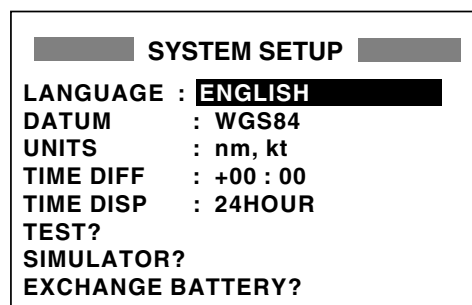 SYSTEM SETUP
LANGUAGE : ENGLISH
DATUM : WGS84
UNITS : nm, kt
TIME DIFF : +00 : 00
TIME DISP : 24HOUR
TEST?
SIMULATOR?
EXCHANGE BATTERY?